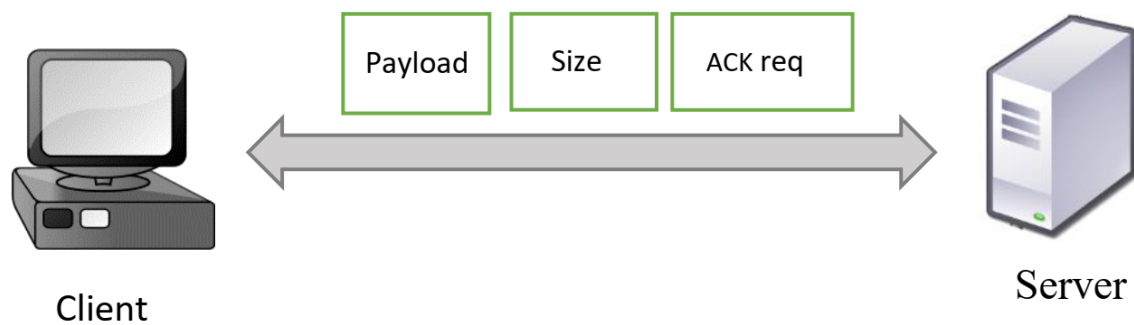 Payload
Size
ACK req
Client
Server